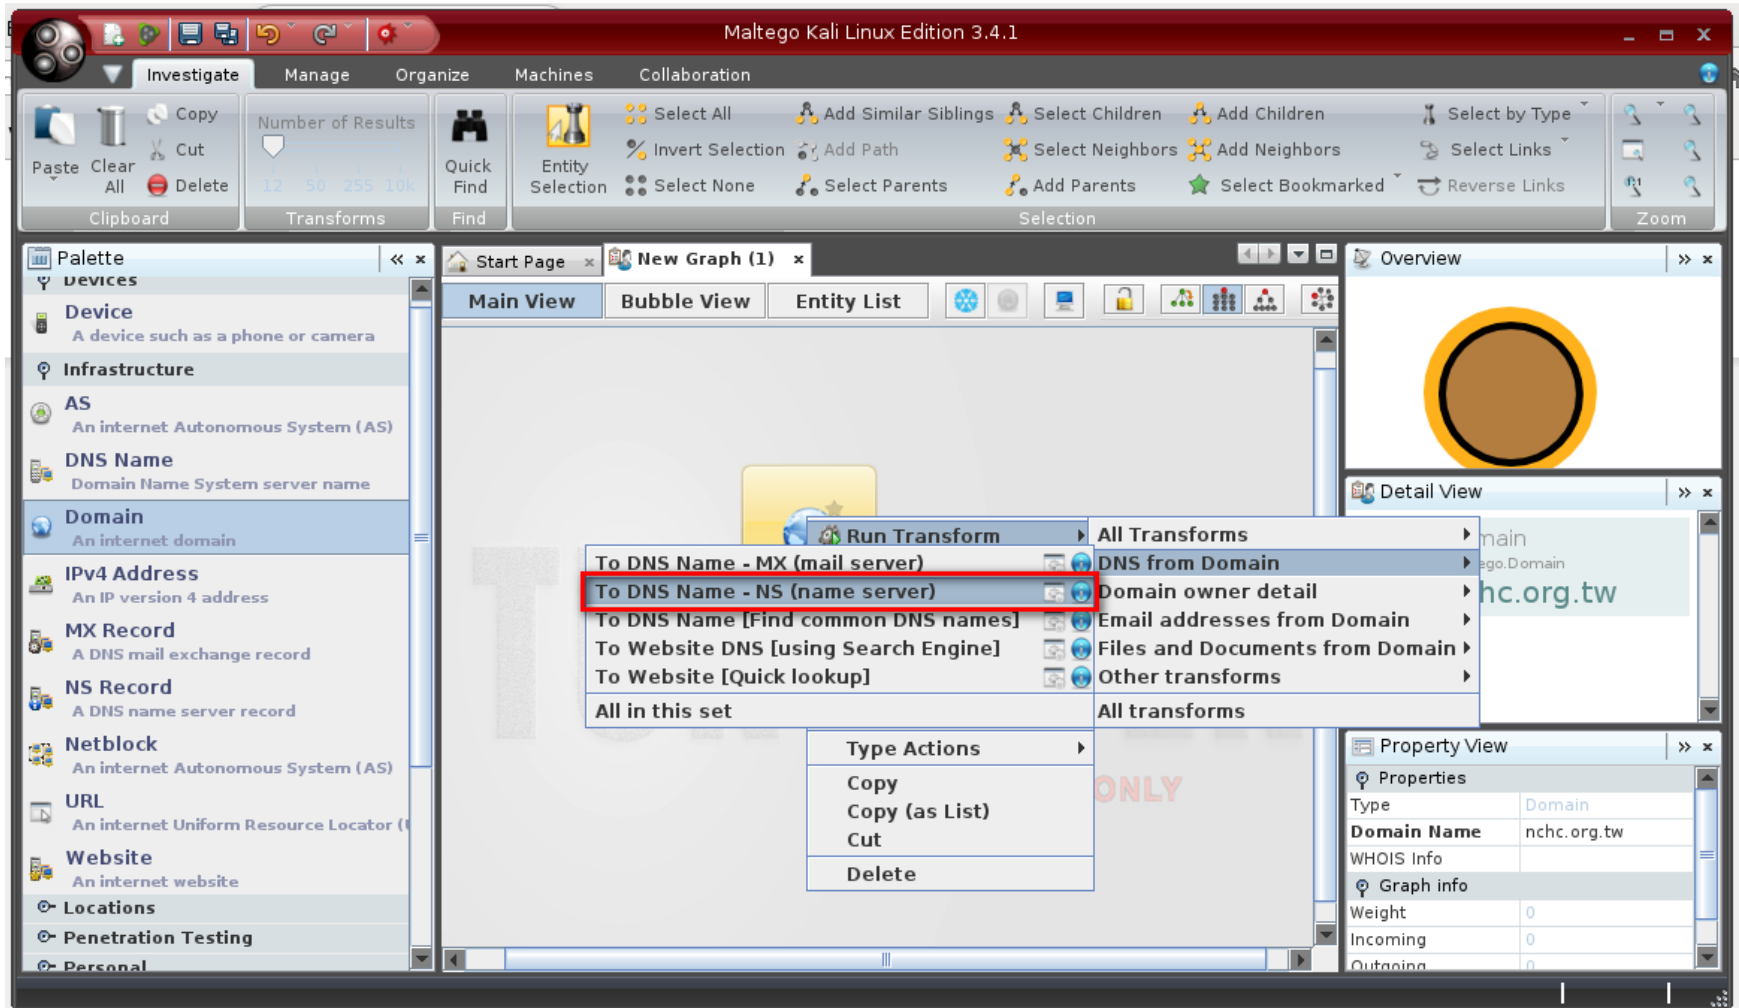 Maltego Kali Linux Edition 3.4.1
Investigate Manage Organize Machines Collaboration
Paste
Clear All
Copy
Cut
Delete
Clipboard
Number of Results
12 50 255 10k
Transforms
Quick Find
Find
Entity Selection
Select All
Invert Selection
Select None
Add Similar Siblings
Add Path
Select Parents
Select Children
Select Neighbors
Add Parents
Add Children
Add Neighbors
Select Bookmarked
Select by Type
Select Links
Reverse Links
Selection
Zoom
Palette
Devices
Device
A device such as a phone or camera
Infrastructure
AS
An internet Autonomous System (AS)
DNS Name
Domain Name System server name
Domain
An internet domain
IPv4 Address
An IP version 4 address
MX Record
A DNS mail exchange record
NS Record
A DNS name server record
Netblock
An internet Autonomous System (AS)
URL
An internet Uniform Resource Locator (
Website
An internet website
Locations
Penetration Testing
Personal
Start Page
New Graph (1)
Main View
Bubble View
Entity List
Run Transform
To DNS Name - MX (mail server)
To DNS Name - NS (name server)
To DNS Name [Find common DNS names]
To Website DNS [using Search Engine]
To Website [Quick lookup]
All in this set
All Transforms
DNS from Domain
Domain owner detail
Email addresses from Domain
Files and Documents from Domain
Other transforms
All transforms
Type Actions
Copy
Copy (as List)
Cut
Delete
ONLY
Overview
Detail View
main
ego.Domain
hc.org.tw
Property View
Properties
Type Domain
Domain Name nchc.org.tw
WHOIS Info
Graph info
Weight 0
Incoming 0
Outgoing 0